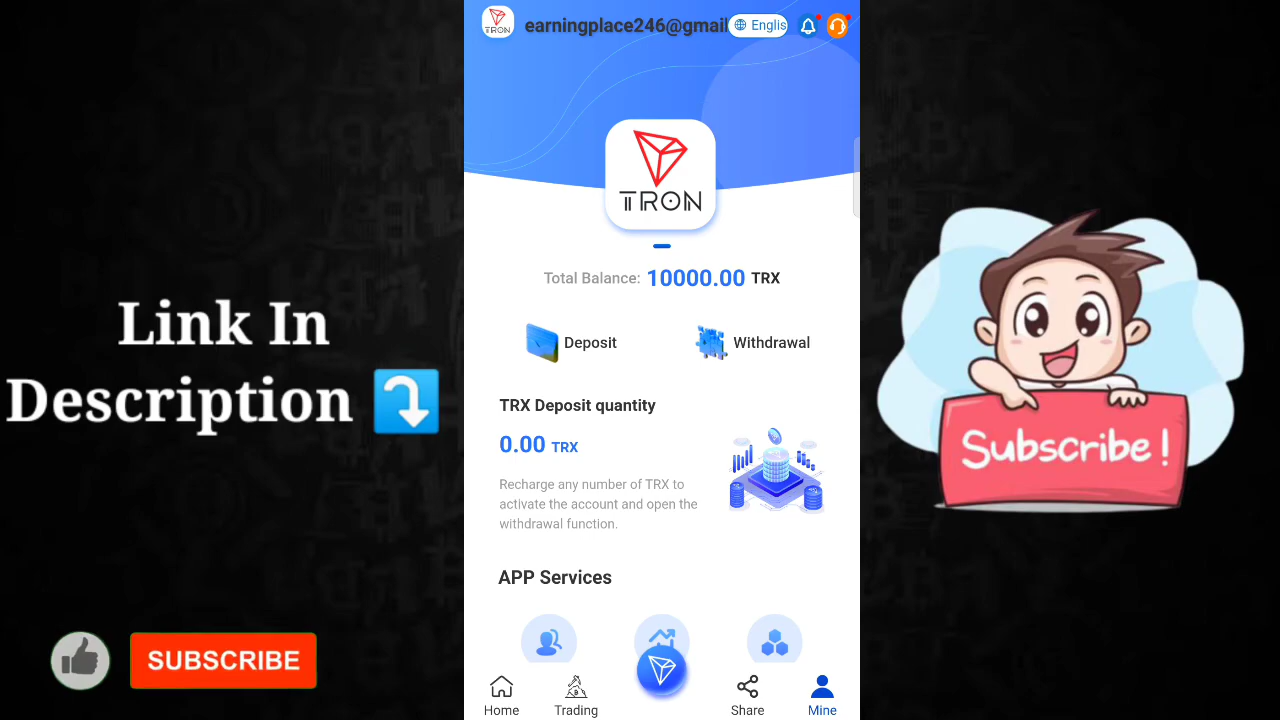 TRON
earningplace246@gmail
Englis
TRON
Total Balance: 10000.00 TRX
Deposit
Withdrawal
TRX Deposit quantity
0.00 TRX
Recharge any number of TRX to
activate the account and open the
withdrawal function.
APP Services
Home
Trading
Share
Mine
Link In
Description ⤵
SUBSCRIBE
Subscribe!